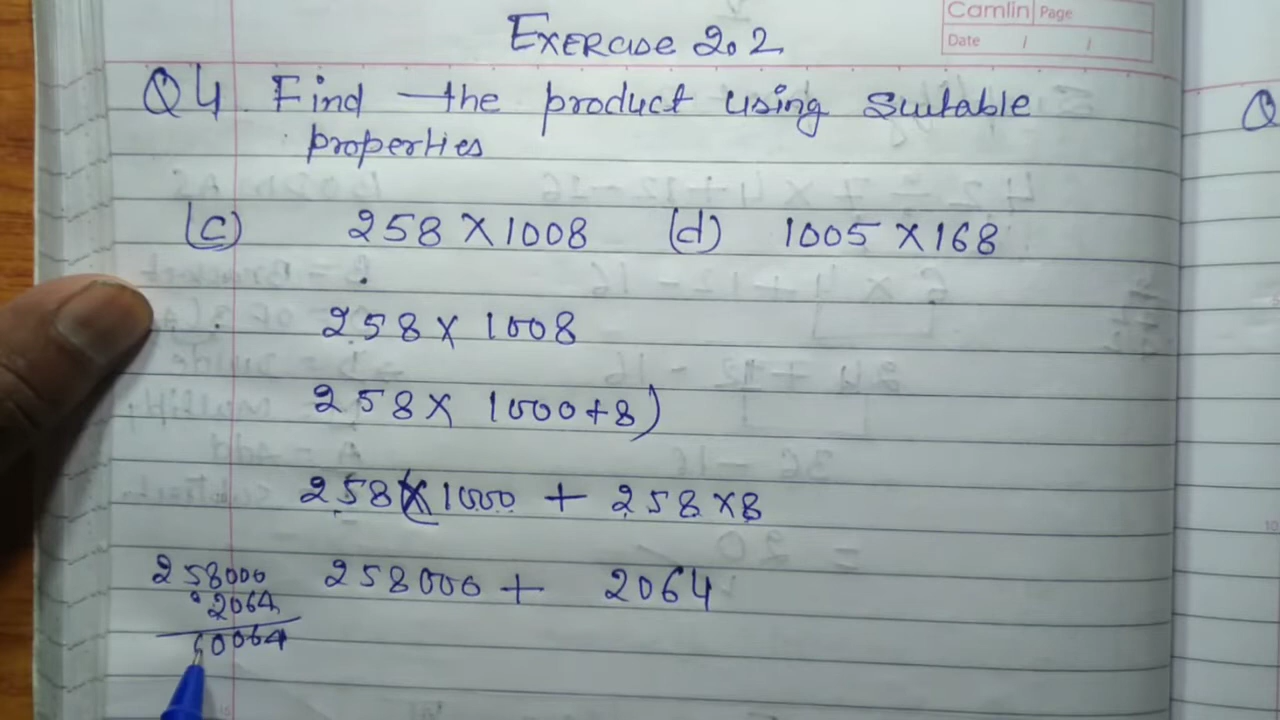 Camlin Page
Date / /
EXERCISE 2.2
Q4 Find the product using Suitable
properties
(c) 258 × 1008 (d) 1005 × 168
258 × 1008
258 × 1000 + 8)
258 × 1000 + 258 × 8
258000 258000 + 2064
2064
60064
Q